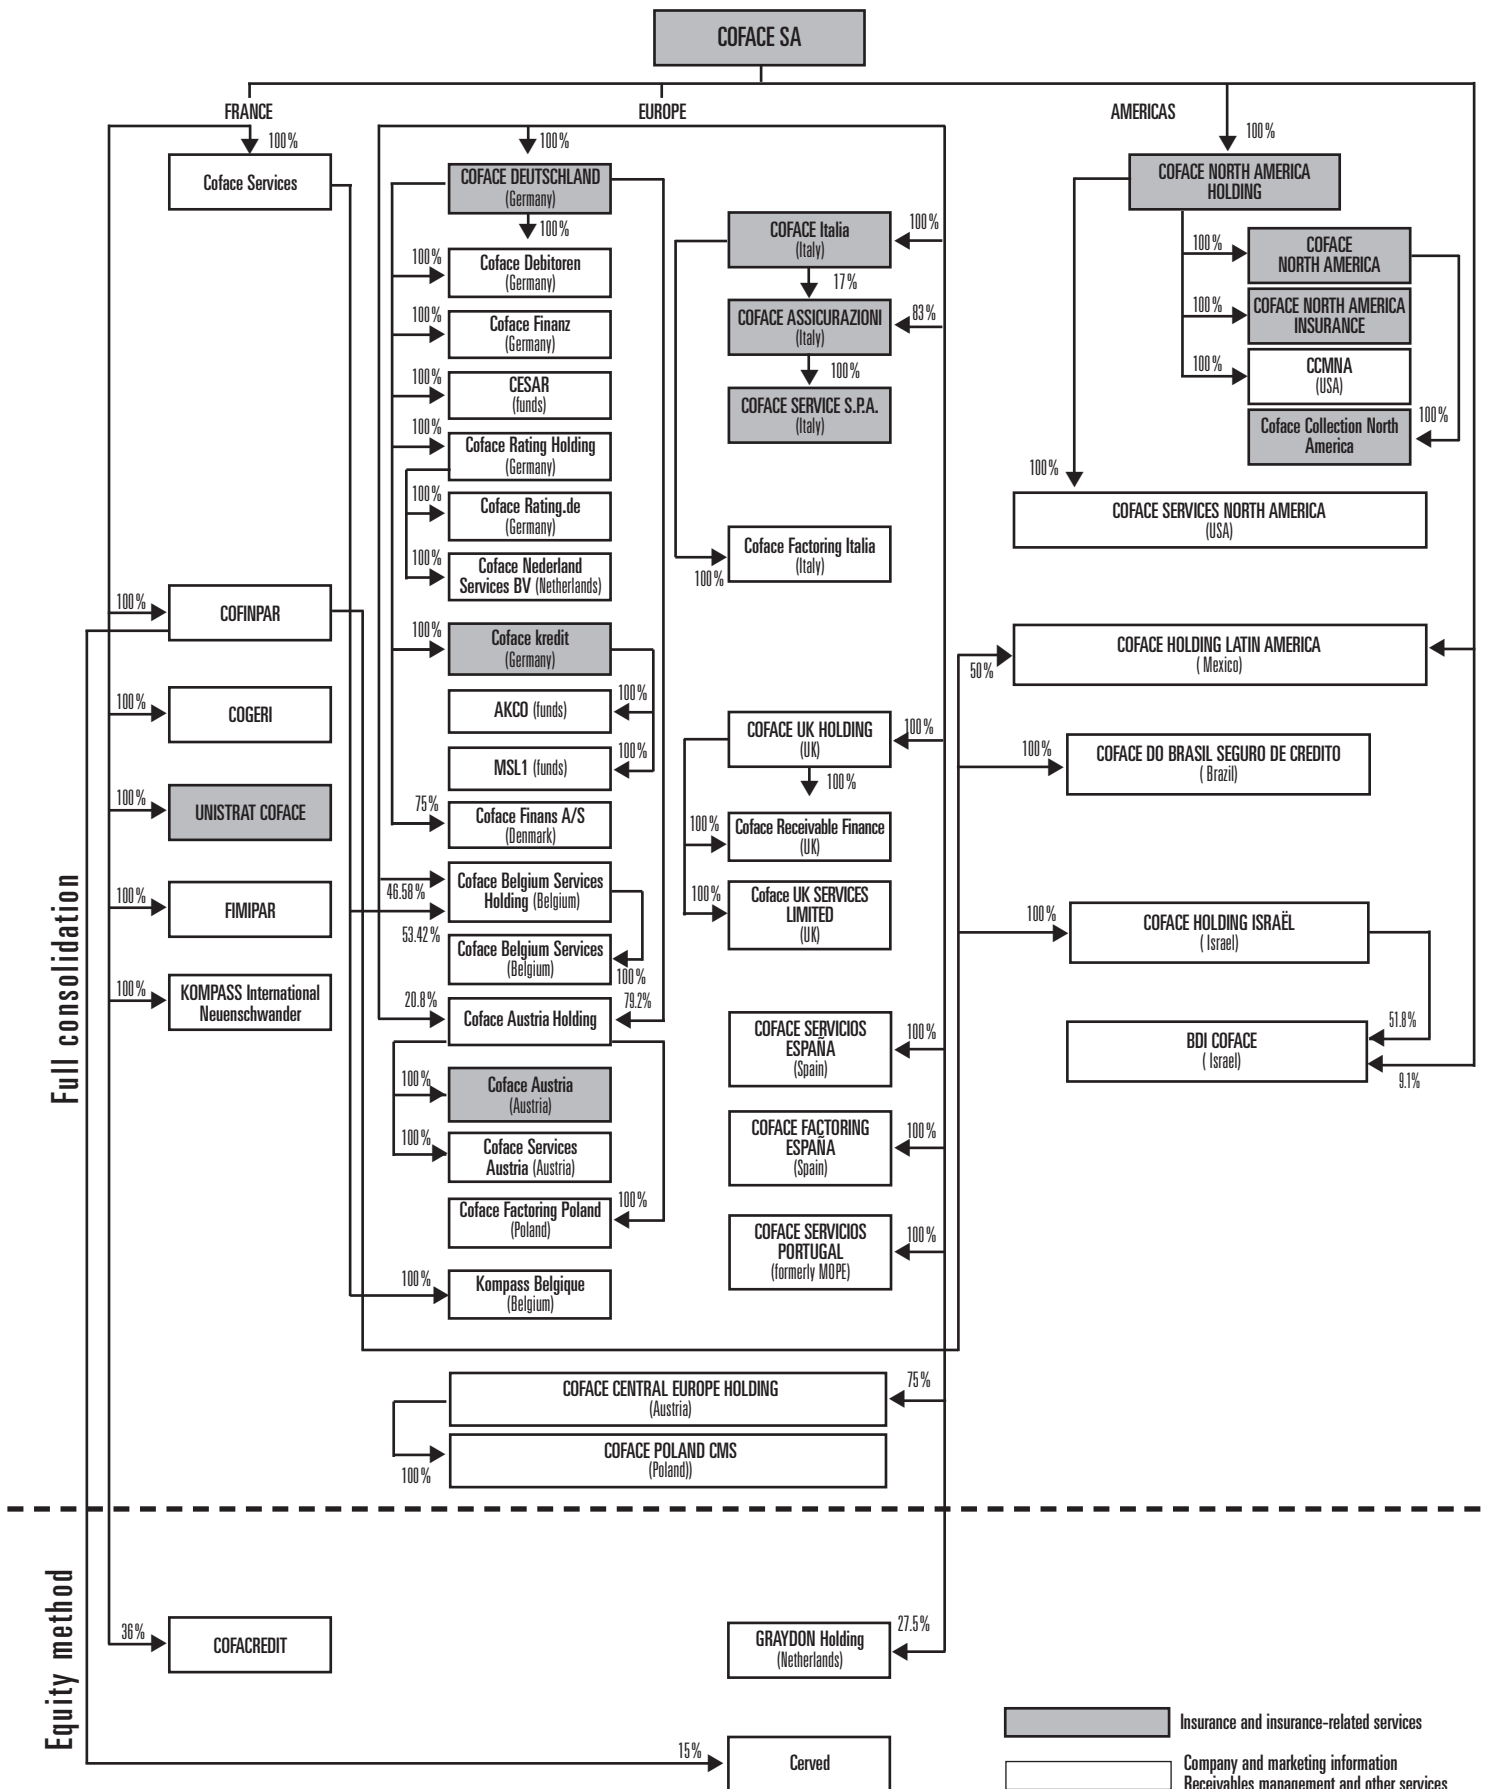 COFACE SA
FRANCE
EUROPE
AMERICAS
100%
Coface Services
100%
COFINPAR
100%
COGERI
100%
UNISTRAT COFACE
100%
FIMIPAR
100%
KOMPASS International
Neuenschwander
100%
COFACE DEUTSCHLAND
(Germany)
100%
100%
Coface Debitoren
(Germany)
100%
Coface Finanz
(Germany)
100%
CESAR
(funds)
100%
Coface Rating Holding
(Germany)
100%
Coface Rating.de
(Germany)
100%
Coface Nederland
Services BV (Netherlands)
100%
Coface kredit
(Germany)
100%
AKCO (funds)
100%
MSL1 (funds)
75%
Coface Finans A/S
(Denmark)
46.58%
Coface Belgium Services
Holding (Belgium)
53.42%
Coface Belgium Services
(Belgium)
100%
20.8%
79.2%
Coface Austria Holding
100%
Coface Austria
(Austria)
100%
Coface Services
Austria (Austria)
100%
Coface Factoring Poland
(Poland)
100%
Kompass Belgique
(Belgium)
100%
COFACE Italia
(Italy)
17%
83%
COFACE ASSICURAZIONI
(Italy)
100%
COFACE SERVICE S.P.A.
(Italy)
100%
Coface Factoring Italia
(Italy)
100%
COFACE UK HOLDING
(UK)
100%
100%
Coface Receivable Finance
(UK)
100%
Coface UK SERVICES
LIMITED
(UK)
100%
COFACE SERVICIOS
ESPAÑA
(Spain)
100%
COFACE FACTORING
ESPAÑA
(Spain)
100%
COFACE SERVICIOS
PORTUGAL
(formerly MOPE)
75%
COFACE CENTRAL EUROPE HOLDING
(Austria)
100%
COFACE POLAND CMS
(Poland))
100%
COFACE NORTH AMERICA
HOLDING
100%
COFACE
NORTH AMERICA
100%
COFACE NORTH AMERICA
INSURANCE
100%
CCMNA
(USA)
100%
Coface Collection North
America
100%
COFACE SERVICES NORTH AMERICA
(USA)
50%
COFACE HOLDING LATIN AMERICA
( Mexico)
100%
COFACE DO BRASIL SEGURO DE CREDITO
( Brazil)
100%
COFACE HOLDING ISRAËL
( Israel)
51.8%
BDI COFACE
( Israel)
9.1%
Full consolidation
Equity method
36%
COFACREDIT
27.5%
GRAYDON Holding
(Netherlands)
15%
Cerved
Insurance and insurance-related services
Company and marketing information
Receivables management and other services